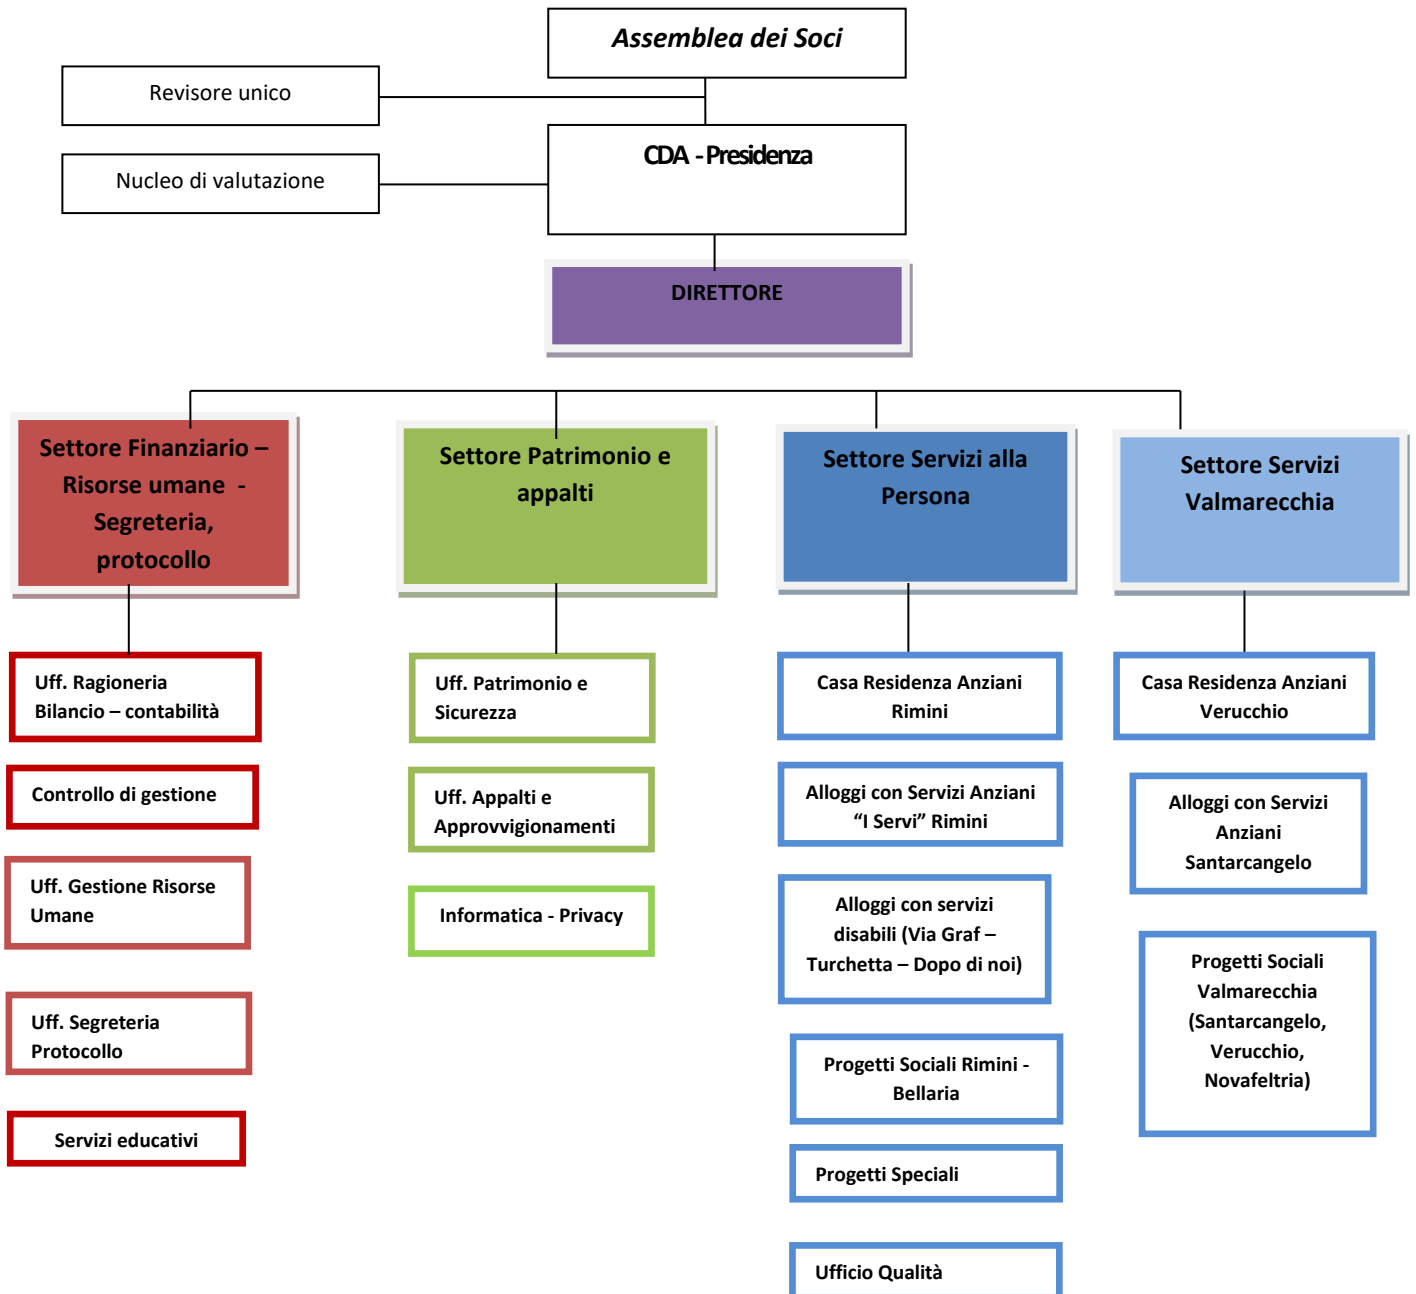 Assemblea dei Soci
Revisore unico
CDA - Presidenza
Nucleo di valutazione
DIRETTORE
Settore Finanziario –
Risorse umane -
Segreteria,
protocollo
Settore Patrimonio e
appalti
Settore Servizi alla
Persona
Settore Servizi
Valmarecchia
Uff. Ragioneria
Bilancio – contabilità
Controllo di gestione
Uff. Gestione Risorse
Umane
Uff. Segreteria
Protocollo
Servizi educativi
Uff. Patrimonio e
Sicurezza
Uff. Appalti e
Approvvigionamenti
Informatica - Privacy
Casa Residenza Anziani
Rimini
Alloggi con Servizi Anziani
“I Servi” Rimini
Alloggi con servizi
disabili (Via Graf –
Turchetta – Dopo di noi)
Progetti Sociali Rimini -
Bellaria
Progetti Speciali
Ufficio Qualità
Casa Residenza Anziani
Verucchio
Alloggi con Servizi
Anziani
Santarcangelo
Progetti Sociali
Valmarecchia
(Santarcangelo,
Verucchio,
Novafeltria)